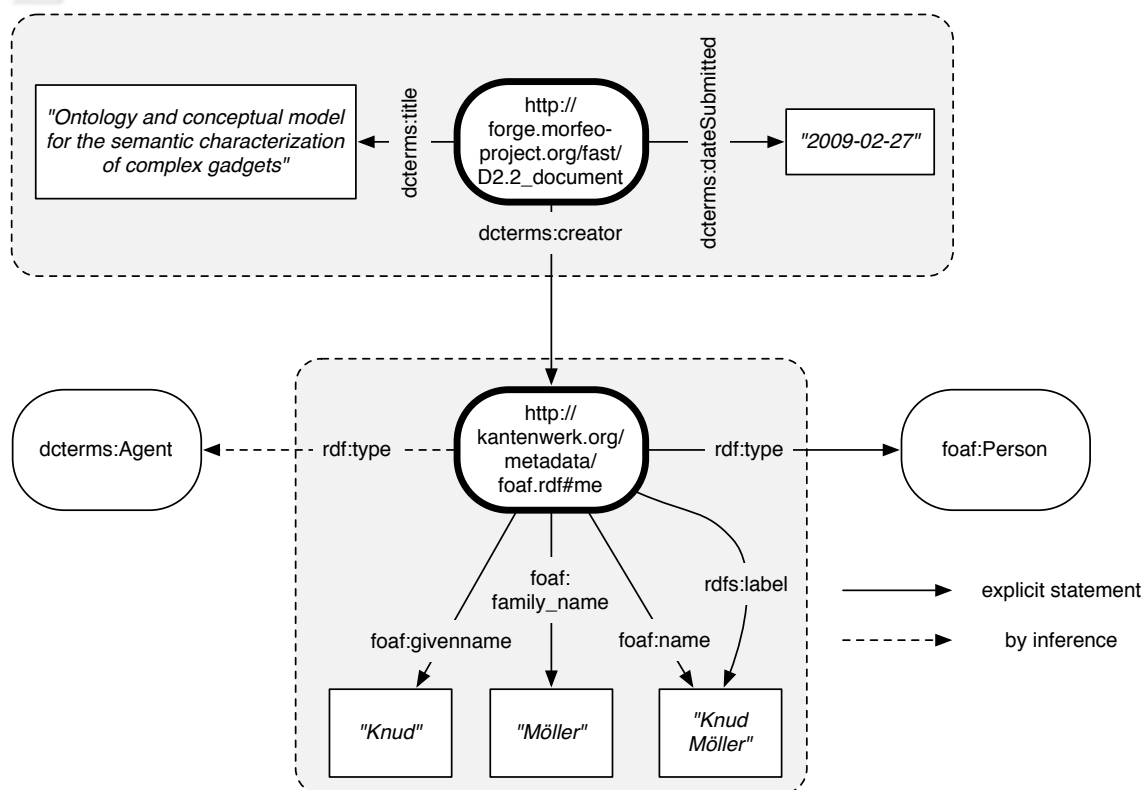 "Ontology and conceptual model
for the semantic characterization
of complex gadgets"
dcterms:title
http://
forge.morfeo-
project.org/fast/
D2.2_document
dcterms:dateSubmitted
"2009-02-27"
dcterms:creator
dcterms:Agent
rdf:type
http://
kantenwerk.org/
metadata/
foaf.rdf#me
rdf:type
foaf:Person
foaf:givenname
foaf:
family_name
foaf:name
rdfs:label
explicit statement
by inference
"Knud"
"Möller"
"Knud
Möller"